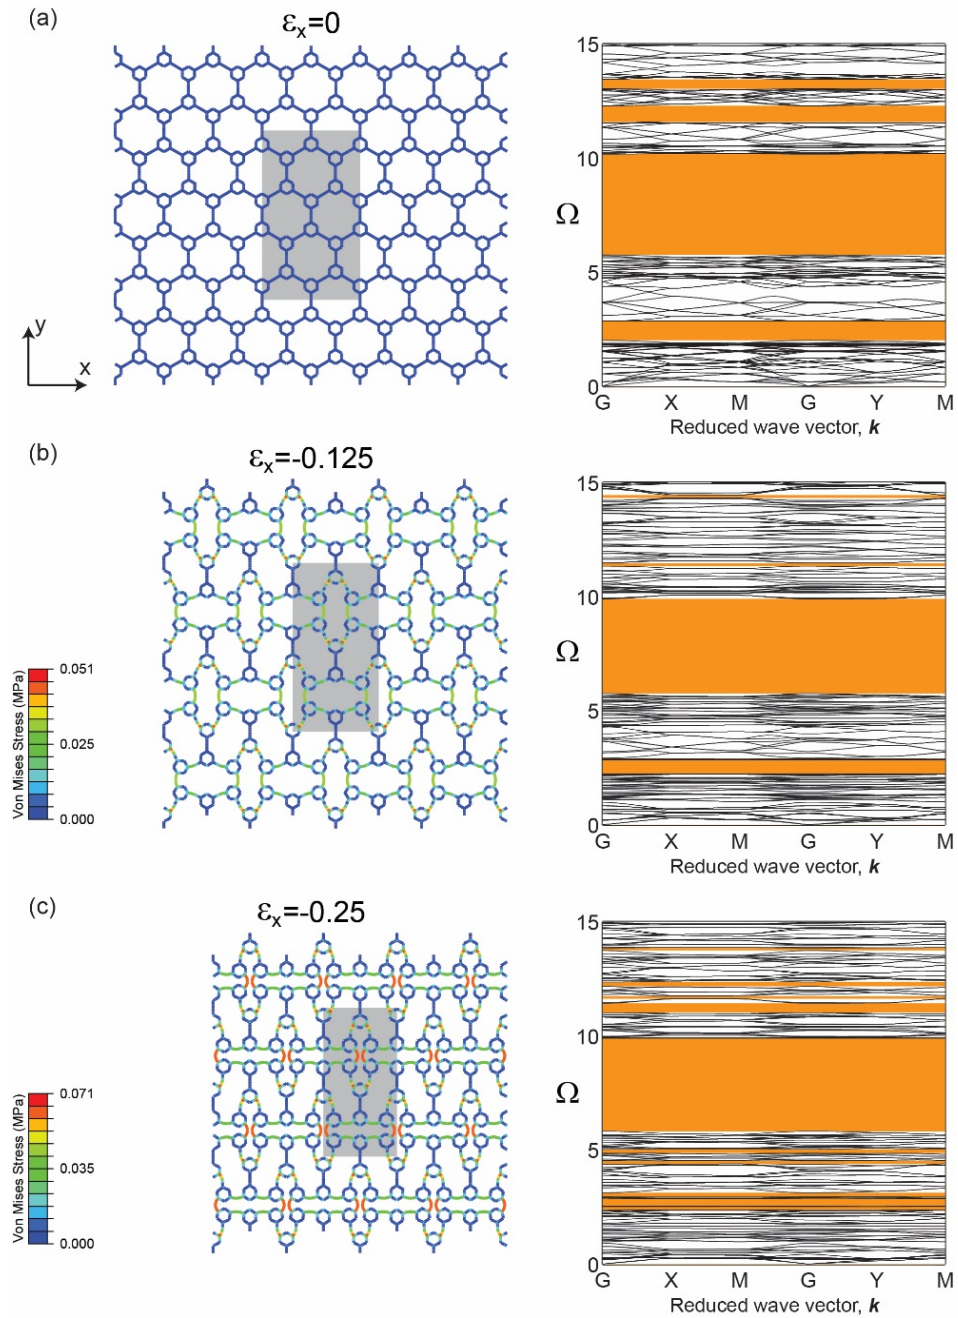 (a)
εx=0
15
10
Ω
5
0
G X M G Y M
Reduced wave vector, k
y
x
(b)
εx=-0.125
15
10
Ω
5
0
G X M G Y M
Reduced wave vector, k
Von Mises Stress (MPa)
0.051
0.025
0.000
(c)
εx=-0.25
15
10
Ω
5
0
G X M G Y M
Reduced wave vector, k
Von Mises Stress (MPa)
0.071
0.035
0.000